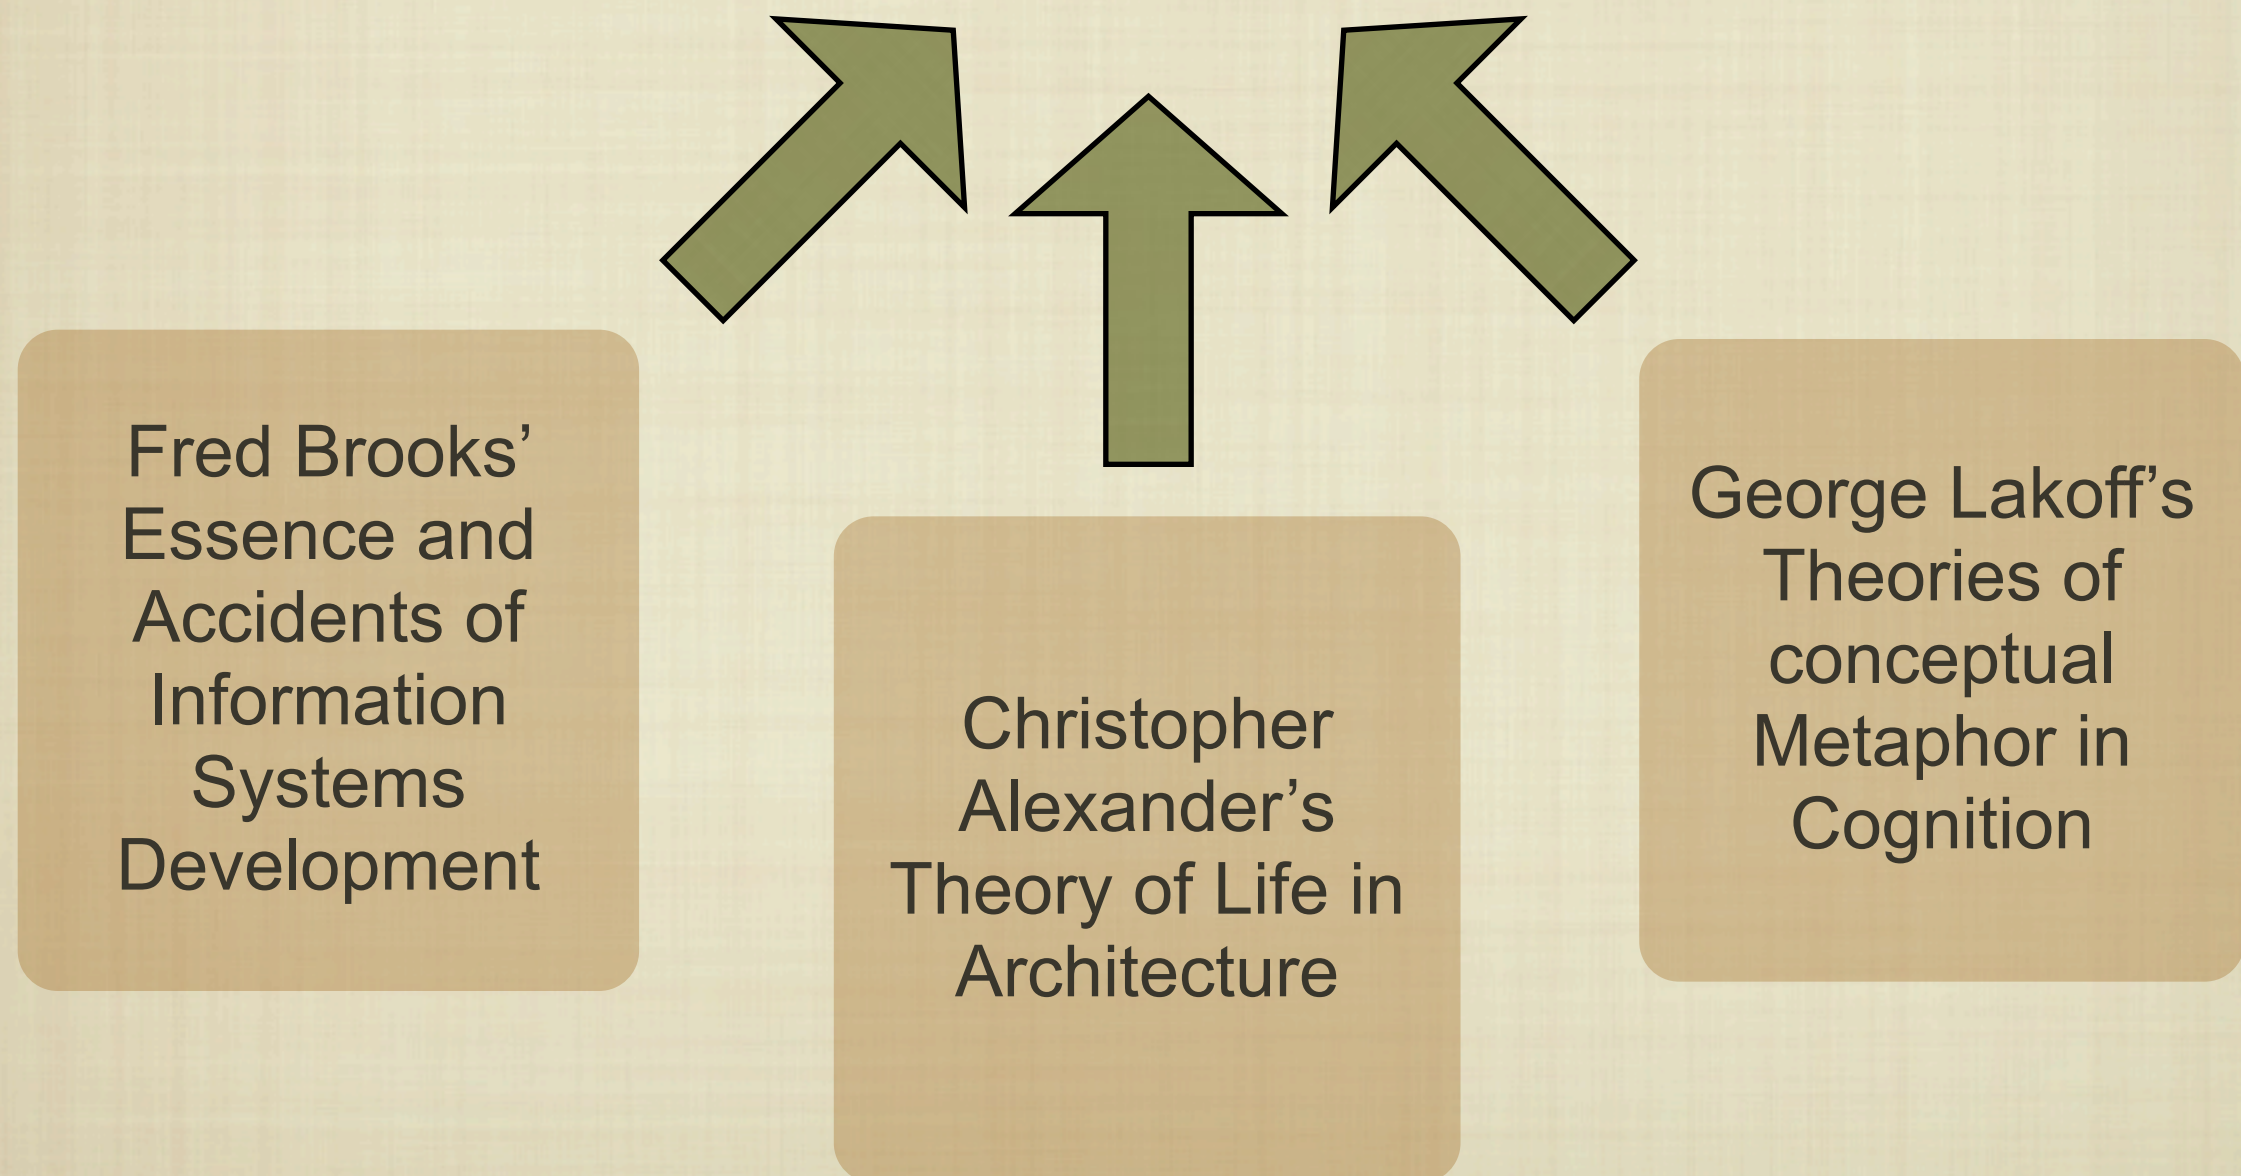 Fred Brooks’
Essence and
Accidents of
Information
Systems
Development
Christopher
Alexander’s
Theory of Life in
Architecture
George Lakoff’s
Theories of
conceptual
Metaphor in
Cognition